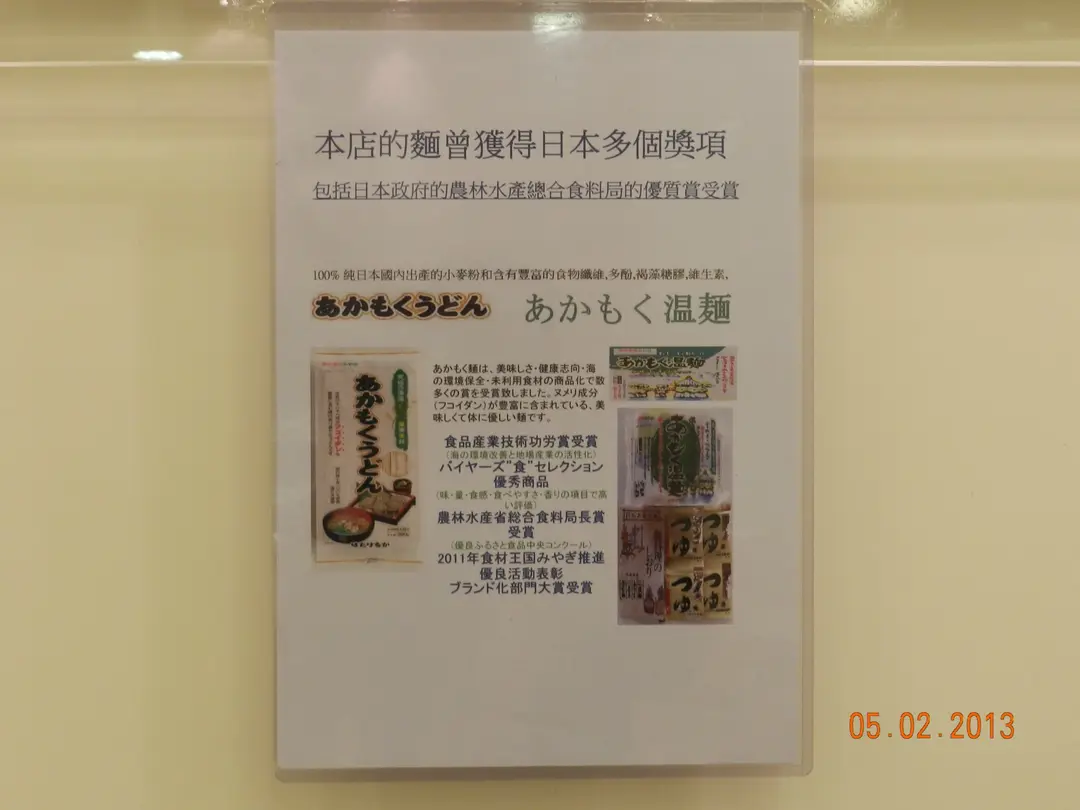 本店的麵曾獲得日本多個獎項
包括日本政府的農林水產總合食料局的優質賞受賞
100% 純日本國內出產的小麥粉和含有豐富的食物纖維,多酚,褐藻糖膠,維生素,
あかもくうどん
あかもく温麺
あかもくうどん
あかもく麺は、美味しさ・健康志向・海
の環境保全・未利用食材の商品化で数
多くの賞を受賞致しました。ヌメリ成分
(フコイダン)が豊富に含まれている、美
味しくて体に優しい麺です。
食品産業技術功労賞受賞
(海の環境改善と地場産業の活性化)
バイヤーズ"食"セレクション
優秀商品
(味・量・食感・食べやすさ・香りの項目で高
い評価)
農林水産省総合食料局長賞
受賞
(優良ふるさと食品中央コンクール)
2011年食材王国みやぎ推進
優良活動表彰
ブランド化部門大賞受賞
つゆ
つゆ
つゆ
つゆ
05.02.2013